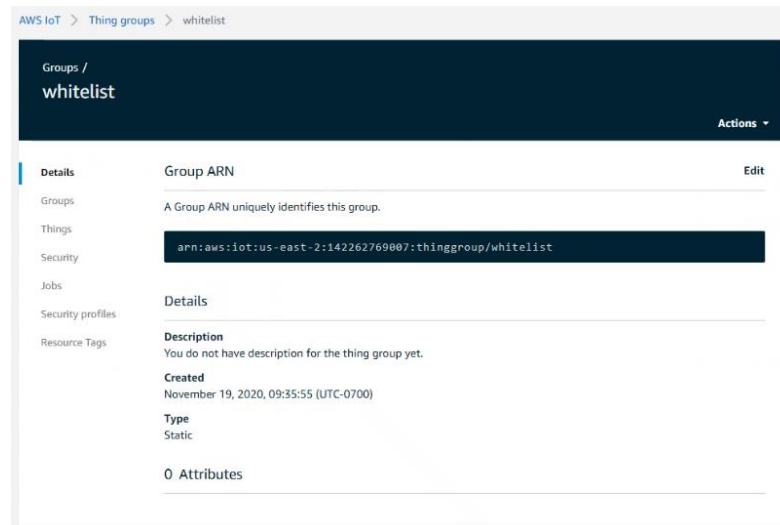 AWS IoT > Thing groups > whitelist
Groups /
whitelist
Actions
Details
Groups
Things
Security
Jobs
Security profiles
Resource Tags
Group ARN
Edit
A Group ARN uniquely identifies this group.
arn:aws:iot:us-east-2:142262769007:thinggroup/whitelist
Details
Description
You do not have description for the thing group yet.
Created
November 19, 2020, 09:35:55 (UTC-0700)
Type
Static
0 Attributes